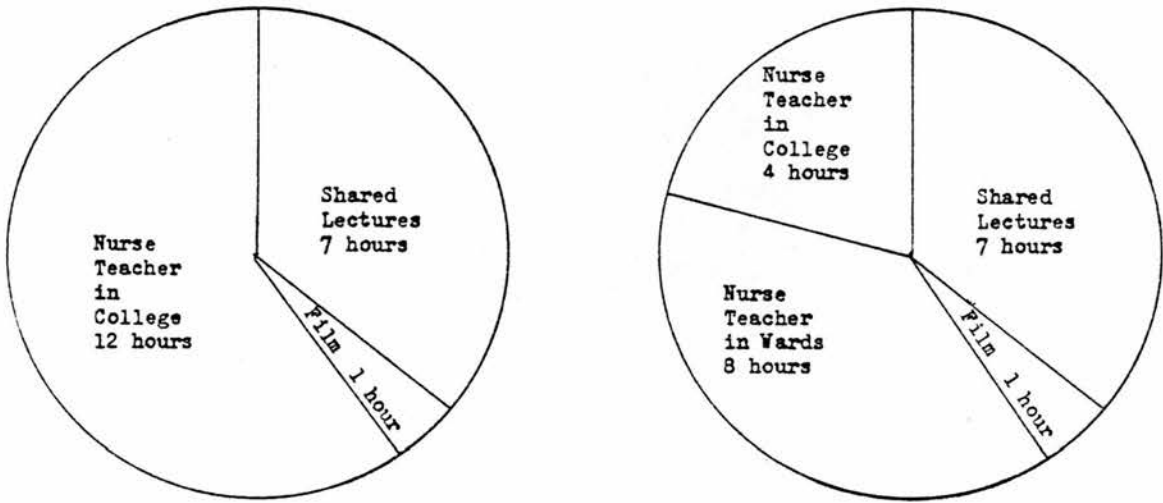 Shared
Lectures
7 hours
Nurse
Teacher
in
College
12 hours
Film 1 hour
Nurse
Teacher
in
College
4 hours
Shared
Lectures
7 hours
Nurse
Teacher
in Wards
8 hours
Film 1 hour